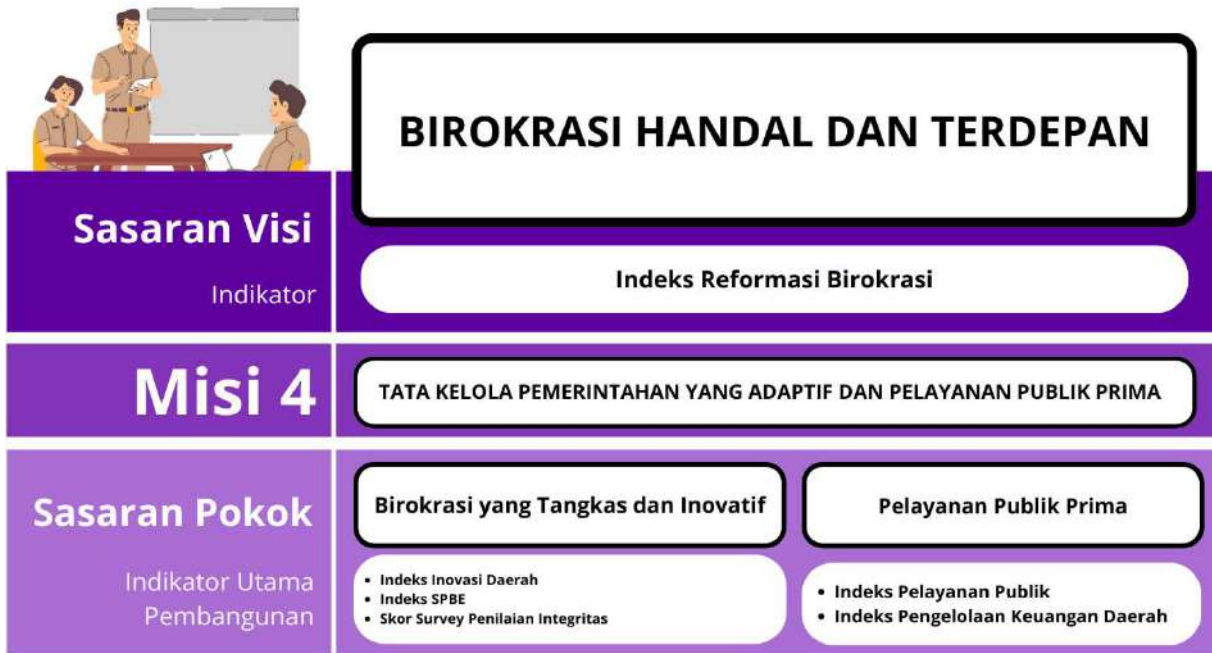 BIROKRASI HANDAL DAN TERDEPAN
Sasaran Visi
Indikator
Indeks Reformasi Birokrasi
Misi 4
TATA KELOLA PEMERINTAHAN YANG ADAPTIF DAN PELAYANAN PUBLIK PRIMA
Sasaran Pokok
Birokrasi yang Tangkas dan Inovatif
Pelayanan Publik Prima
Indikator Utama
Pembangunan
• Indeks Inovasi Daerah
• Indeks SPBE
• Skor Survey Penilaian Integritas
• Indeks Pelayanan Publik
• Indeks Pengelolaan Keuangan Daerah